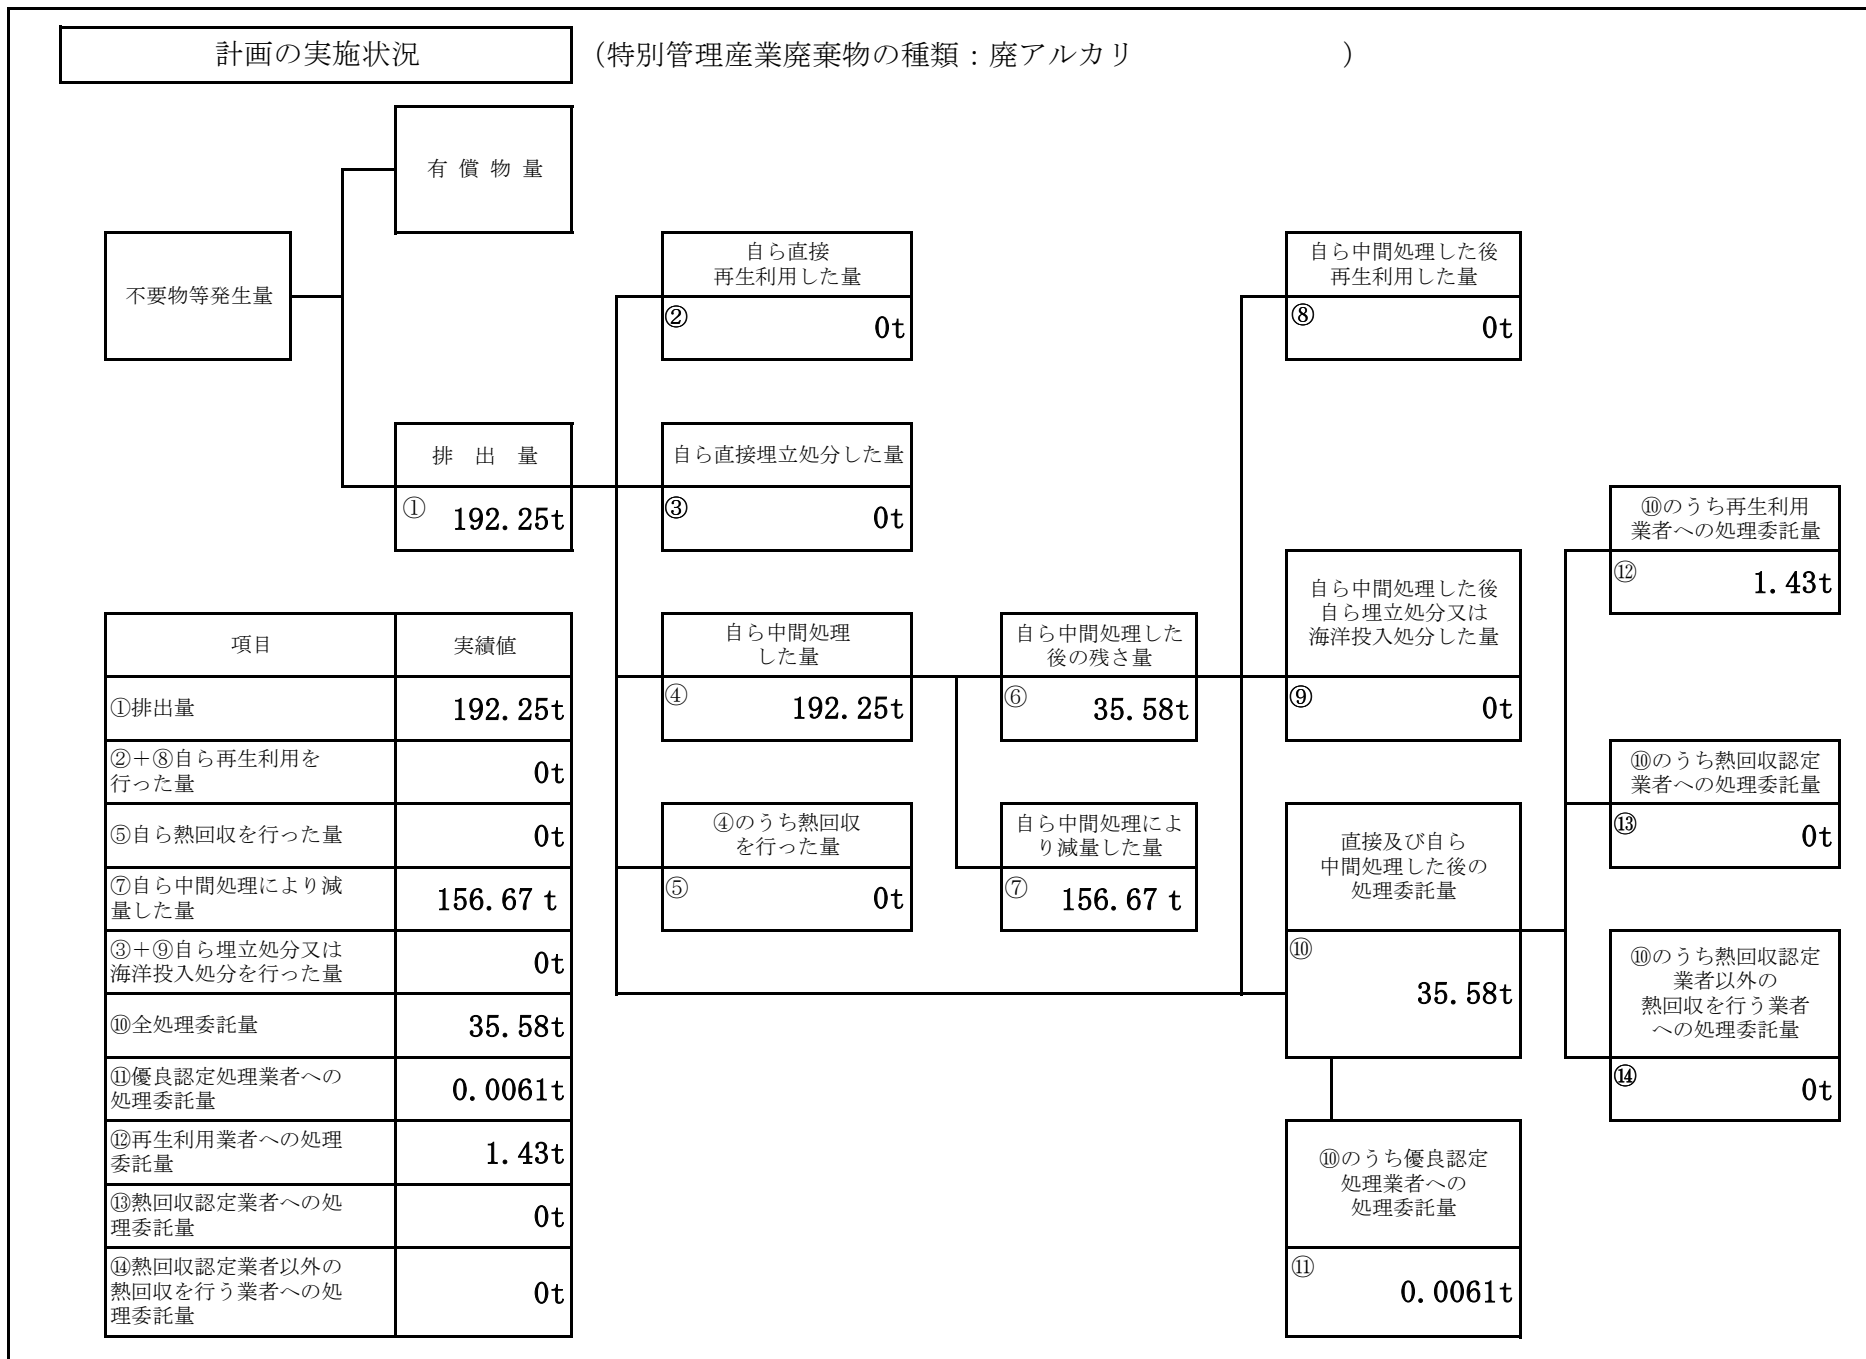 計画の実施状況
（特別管理産業廃棄物の種類：廃アルカリ　　　　　　　）
有 償 物 量
不要物等発生量
自ら直接
再生利用した量
② 0t
自ら中間処理した後
再生利用した量
⑧ 0t
排 出 量
① 192.25t
自ら直接埋立処分した量
③ 0t
⑩のうち再生利用
業者への処理委託量
⑫ 1.43t
自ら中間処理
した量
④ 192.25t
自ら中間処理した
後の残さ量
⑥ 35.58t
自ら中間処理した後
自ら埋立処分又は
海洋投入処分した量
⑨ 0t
⑩のうち熱回収認定
業者への処理委託量
⑬ 0t
④のうち熱回収
を行った量
⑤ 0t
自ら中間処理によ
り減量した量
⑦ 156.67 t
直接及び自ら
中間処理した後の
処理委託量
⑩
35.58t
⑩のうち熱回収認定
業者以外の
熱回収を行う業者
への処理委託量
⑭ 0t
⑩のうち優良認定
処理業者への
処理委託量
⑪ 0.0061t
項目 実績値
①排出量 192.25t
②＋⑧自ら再生利用を
行った量 0t
⑤自ら熱回収を行った量 0t
⑦自ら中間処理により減
量した量 156.67 t
③＋⑨自ら埋立処分又は
海洋投入処分を行った量 0t
⑩全処理委託量 35.58t
⑪優良認定処理業者への
処理委託量 0.0061t
⑫再生利用業者への処理
委託量 1.43t
⑬熱回収認定業者への処
理委託量 0t
⑭熱回収認定業者以外の
熱回収を行う業者への処
理委託量 0t